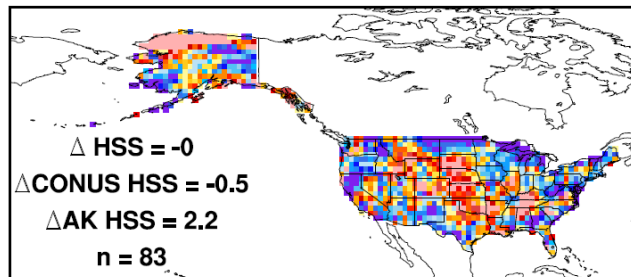 Δ HSS = -0
ΔCONUS HSS = -0.5
ΔAK HSS = 2.2
n = 83